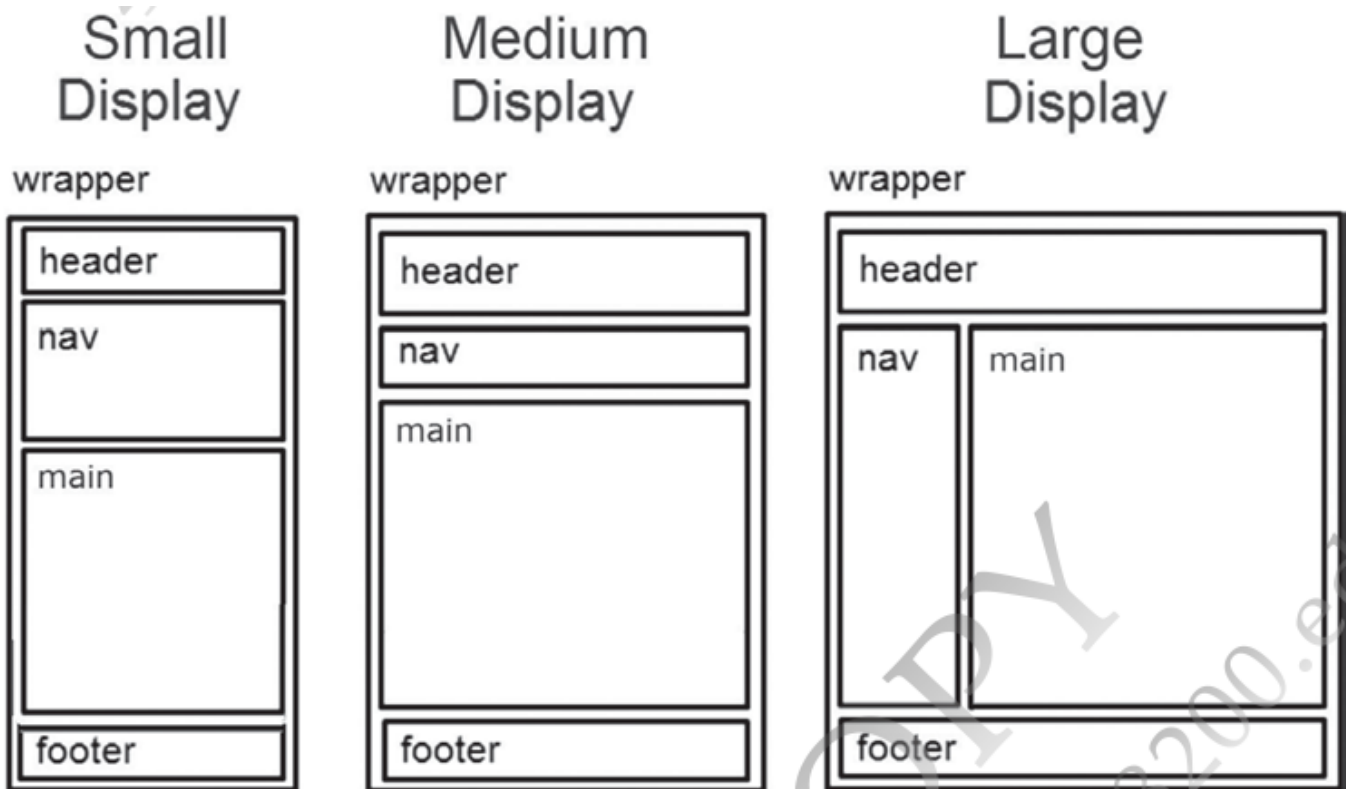 Small
Display
wrapper
header
nav
main
footer
Medium
Display
wrapper
header
nav
main
footer
Large
Display
wrapper
header
nav
main
footer